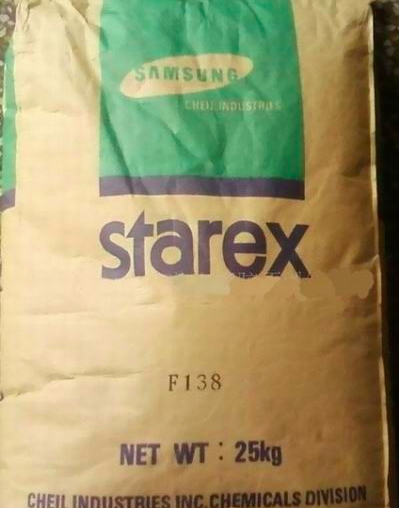 SAMSUNG
CHEIL INDUSTRIES
starex
F138
NET WT : 25kg
CHEIL INDUSTRIES INC. CHEMICALS DIVISION